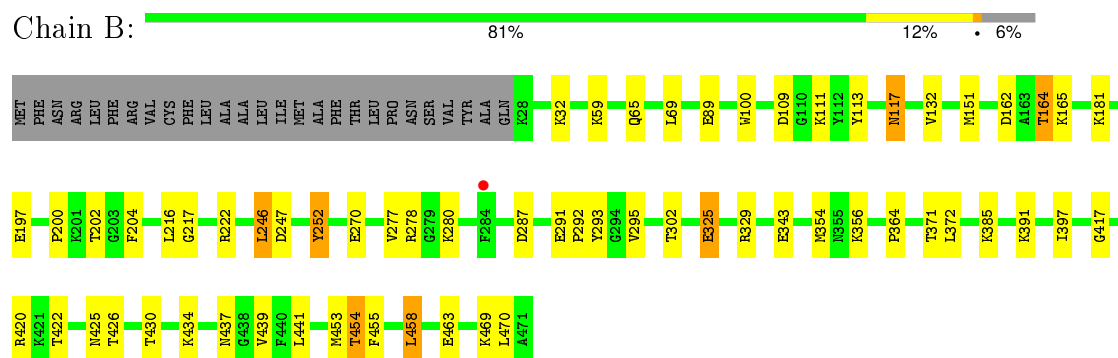 Chain B:
81% 12% • 6%
MET PHE ASN ARG LEU PHE ARG VAL CYS PHE LEU ALA ALA LEU ILE MET ALA PHE THR LEU PRO ASN SER VAL TYR ALA GLN K28 K32 K59 Q65 L69 E89 W100 D109 G110 K111 Y112 Y113 N117 V132 M151 D162 A163 T164 K165 K181
E197 P200 K201 T202 G203 F204 L216 G217 R222 L246 D247 Y252 E270 V277 R278 G279 K280 F284 D287 E291 P292 Y293 G294 V295 T302 E325 R329 E343 M354 N355 K356 P364 T371 L372 K385 K391 I397 G417
R420 K421 T422 N425 T426 T430 K434 N437 G438 V439 F440 L441 M453 T454 F455 L458 E463 K469 L470 A471